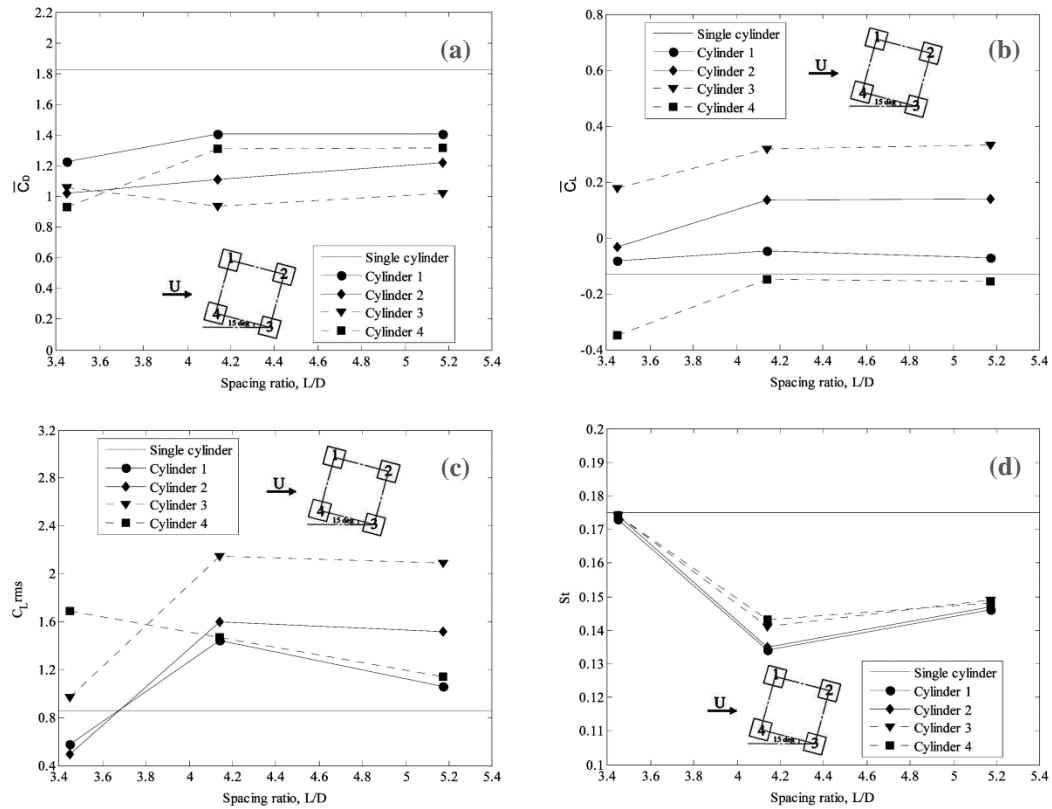 (a)
2.2
2
1.8
1.6
1.4
1.2
1
0.8
0.6
0.4
0.2
0
C̅D
3.4 3.6 3.8 4 4.2 4.4 4.6 4.8 5 5.2 5.4
Spacing ratio, L/D
U
1
2
4
3
15 deg
Single cylinder
Cylinder 1
Cylinder 2
Cylinder 3
Cylinder 4
(b)
0.8
0.6
0.4
0.2
0
-0.2
-0.4
C̅L
3.4 3.6 3.8 4 4.2 4.4 4.6 4.8 5 5.2 5.4
Spacing ratio, L/D
Single cylinder
Cylinder 1
Cylinder 2
Cylinder 3
Cylinder 4
U
1
2
4
3
15 deg
(c)
3.2
2.8
2.4
2
1.6
1.2
0.8
0.4
CLrms
3.4 3.6 3.8 4 4.2 4.4 4.6 4.8 5 5.2 5.4
Spacing ratio, L/D
Single cylinder
Cylinder 1
Cylinder 2
Cylinder 3
Cylinder 4
U
1
2
4
3
15 deg
(d)
0.2
0.19
0.18
0.17
0.16
0.15
0.14
0.13
0.12
0.11
0.1
St
3.4 3.6 3.8 4 4.2 4.4 4.6 4.8 5 5.2 5.4
Spacing ratio, L/D
U
1
2
4
3
15 deg
Single cylinder
Cylinder 1
Cylinder 2
Cylinder 3
Cylinder 4